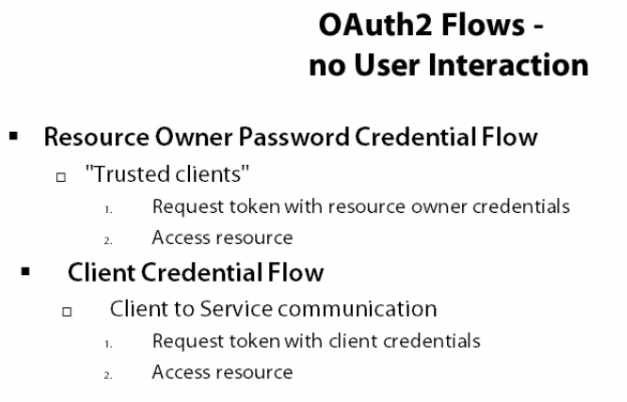 OAuth2 Flows -
no User Interaction
▪ Resource Owner Password Credential Flow
□ "Trusted clients"
1. Request token with resource owner credentials
2. Access resource
▪ Client Credential Flow
□ Client to Service communication
1. Request token with client credentials
2. Access resource